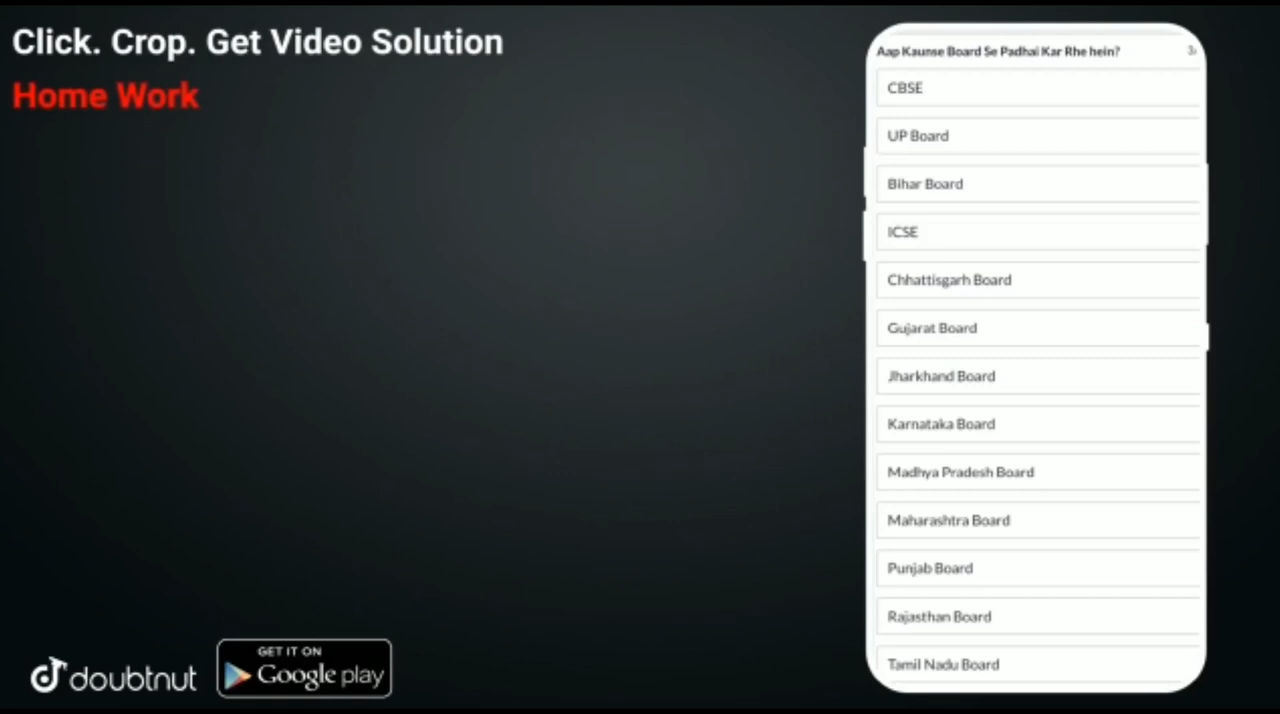 Click. Crop. Get Video Solution
Home Work
Aap Kaunse Board Se Padhai Kar Rhe hein?
CBSE
UP Board
Bihar Board
ICSE
Chhattisgarh Board
Gujarat Board
Jharkhand Board
Karnataka Board
Madhya Pradesh Board
Maharashtra Board
Punjab Board
Rajasthan Board
Tamil Nadu Board
doubtnut
GET IT ON
Google play